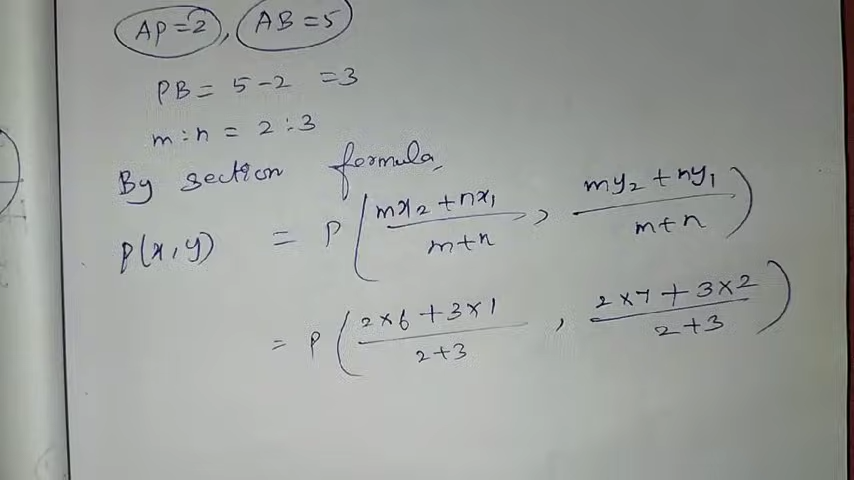 AP=2, AB=5
PB= 5-2 =3
m:n = 2:3
By section formula,
P(x,y) = P(mx₂+nx₁/m+n, my₂+ny₁/m+n)
= P(2×6+3×1/2+3, 2×7+3×2/2+3)